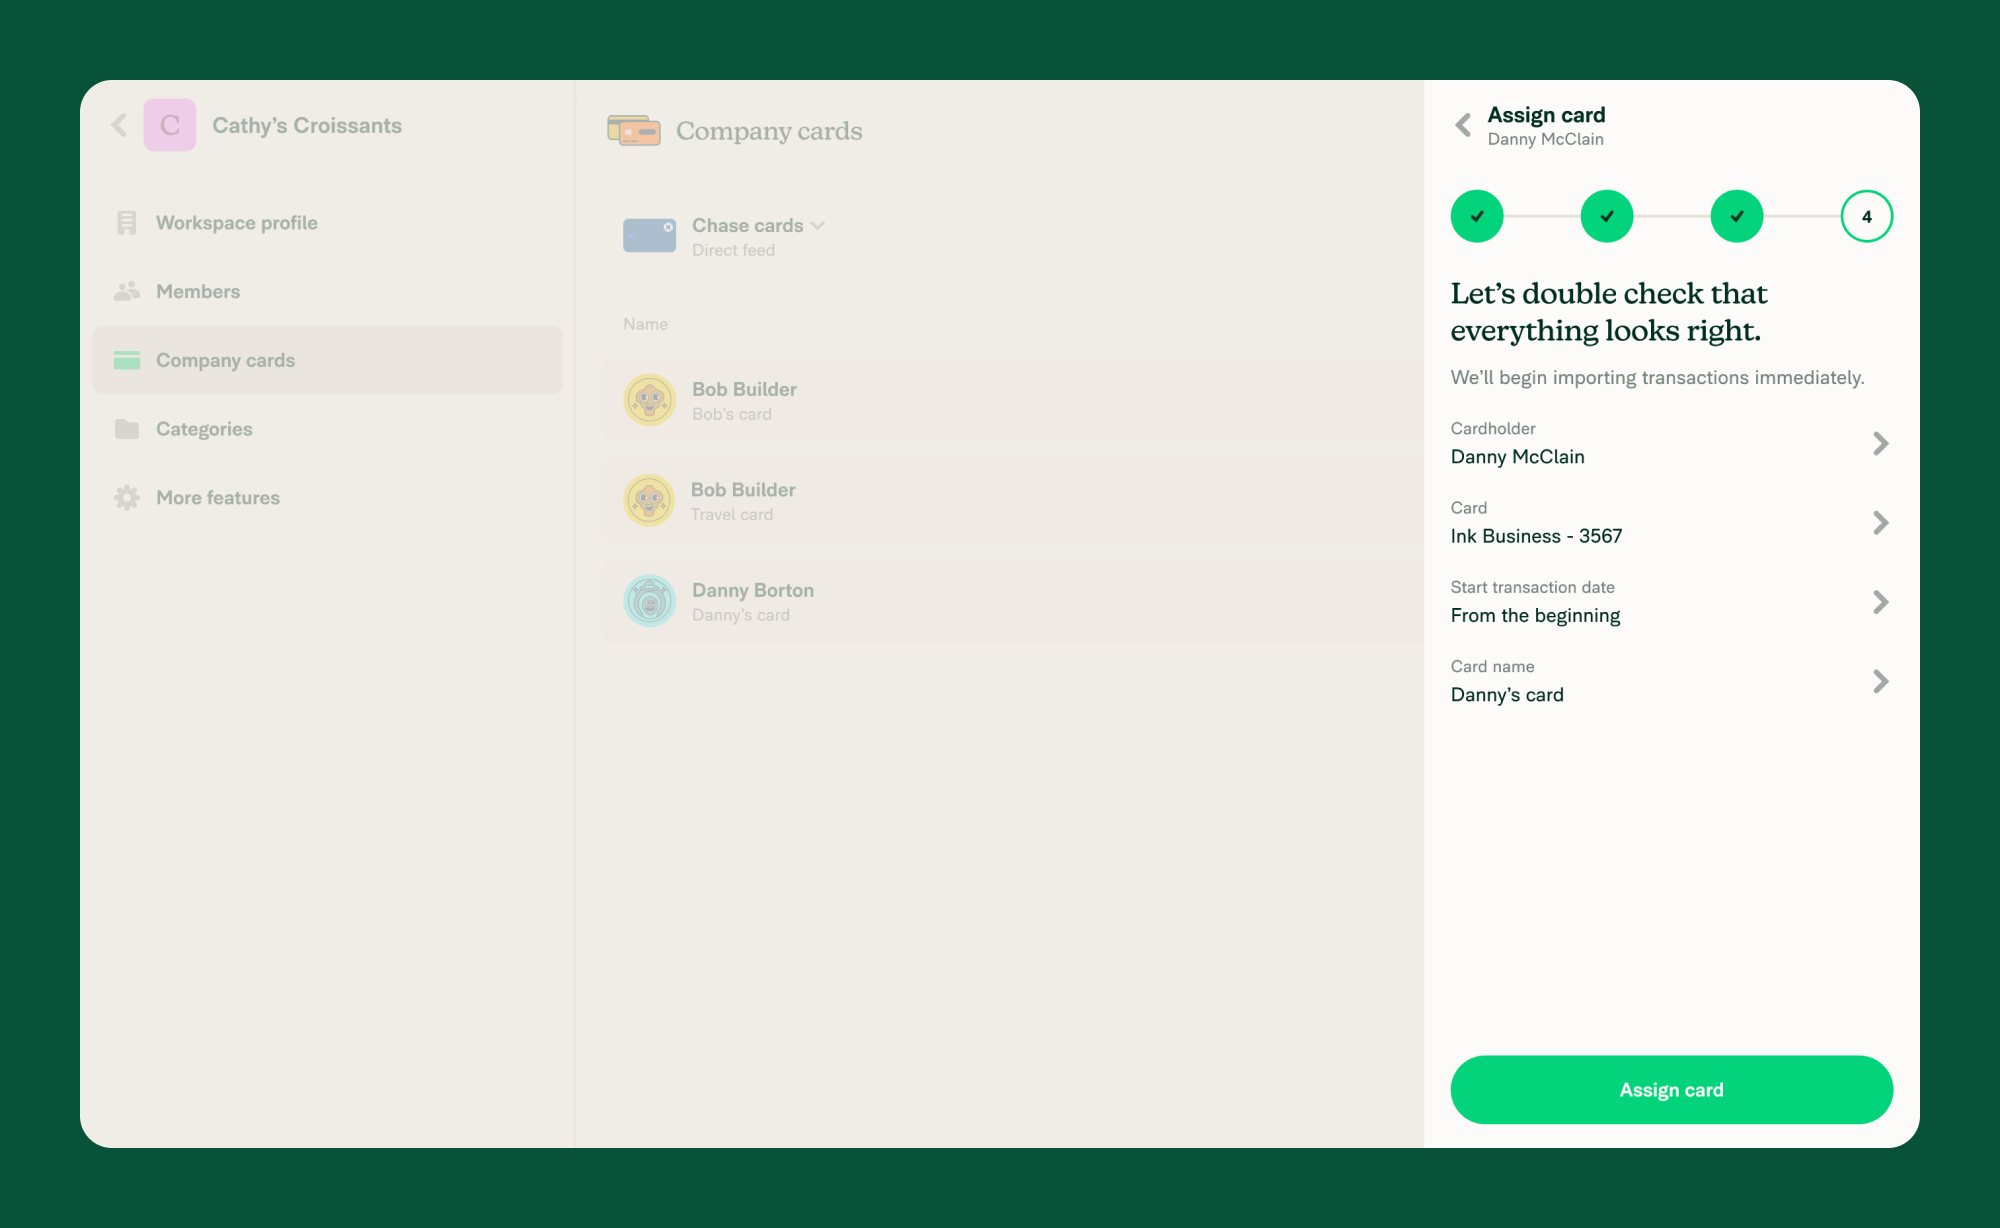 C
Cathy’s Croissants
Workspace profile
Members
Company cards
Categories
More features
Company cards
Chase cards
Direct feed
Name
Bob Builder
Bob’s card
Bob Builder
Travel card
Danny Borton
Danny’s card
Assign card
Danny McClain
4
Let’s double check that
everything looks right.
We’ll begin importing transactions immediately.
Cardholder
Danny McClain
Card
Ink Business - 3567
Start transaction date
From the beginning
Card name
Danny’s card
Assign card